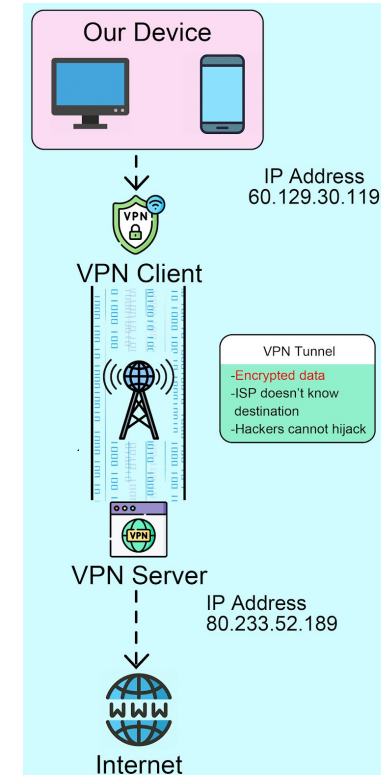 Our Device
IP Address
60.129.30.119
VPN
VPN Client
VPN Tunnel
-Encrypted data
-ISP doesn't know
destination
-Hackers cannot hijack
VPN
VPN Server
IP Address
80.233.52.189
WWW
Internet